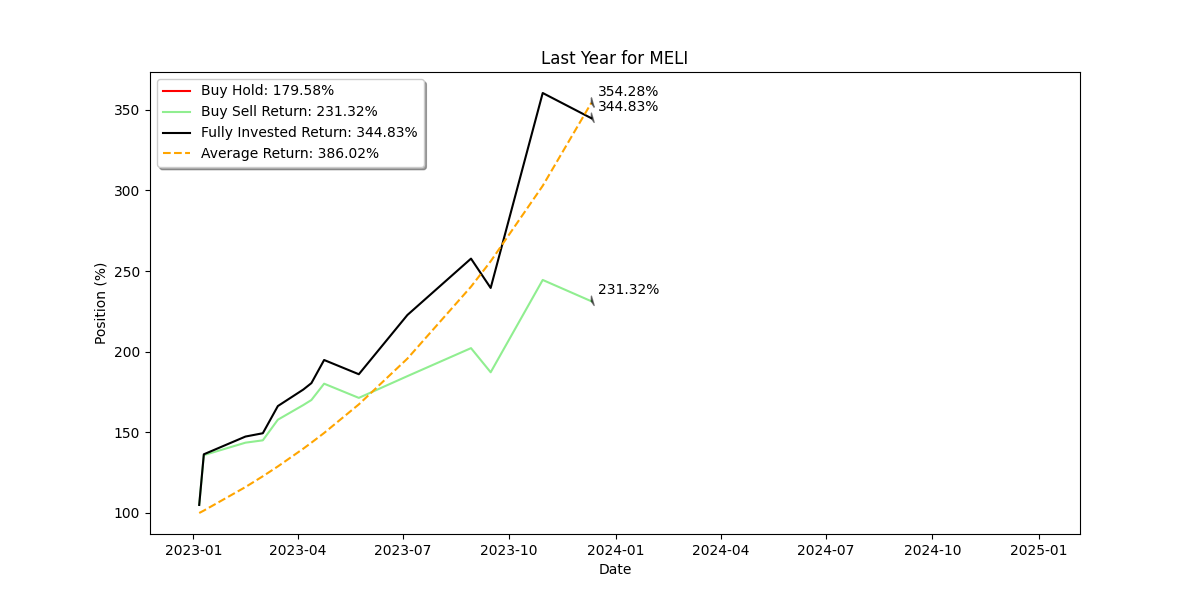 Last Year for MELI
Buy Hold: 179.58%
Buy Sell Return: 231.32%
Fully Invested Return: 344.83%
Average Return: 386.02%
354.28%
344.83%
231.32%
Position (%)
350
300
250
200
150
100
2023-01 2023-04 2023-07 2023-10 2024-01 2024-04 2024-07 2024-10 2025-01
Date